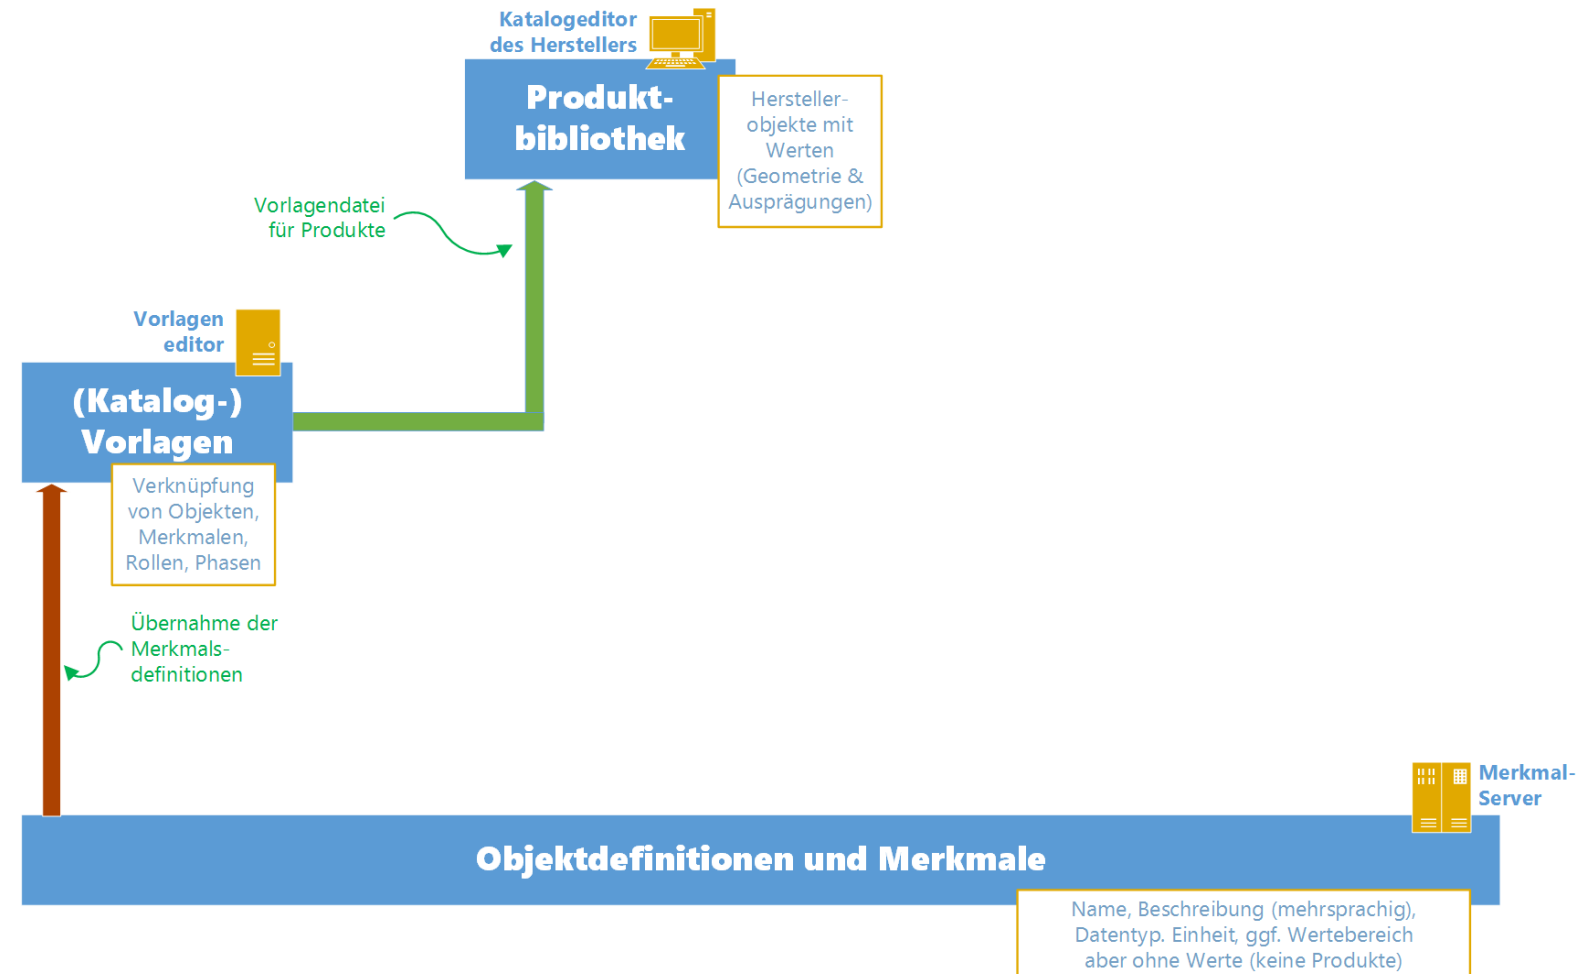 Katalogeditor
des Herstellers
Produkt-
bibliothek
Hersteller-
objekte mit
Werten
(Geometrie &
Ausprägungen)
Vorlagendatei
für Produkte
Vorlagen
editor
(Katalog-)
Vorlagen
Verknüpfung
von Objekten,
Merkmalen,
Rollen, Phasen
Übernahme der
Merkmals-
definitionen
Merkmal-
Server
Objektdefinitionen und Merkmale
Name, Beschreibung (mehrsprachig),
Datentyp. Einheit, ggf. Wertebereich
aber ohne Werte (keine Produkte)